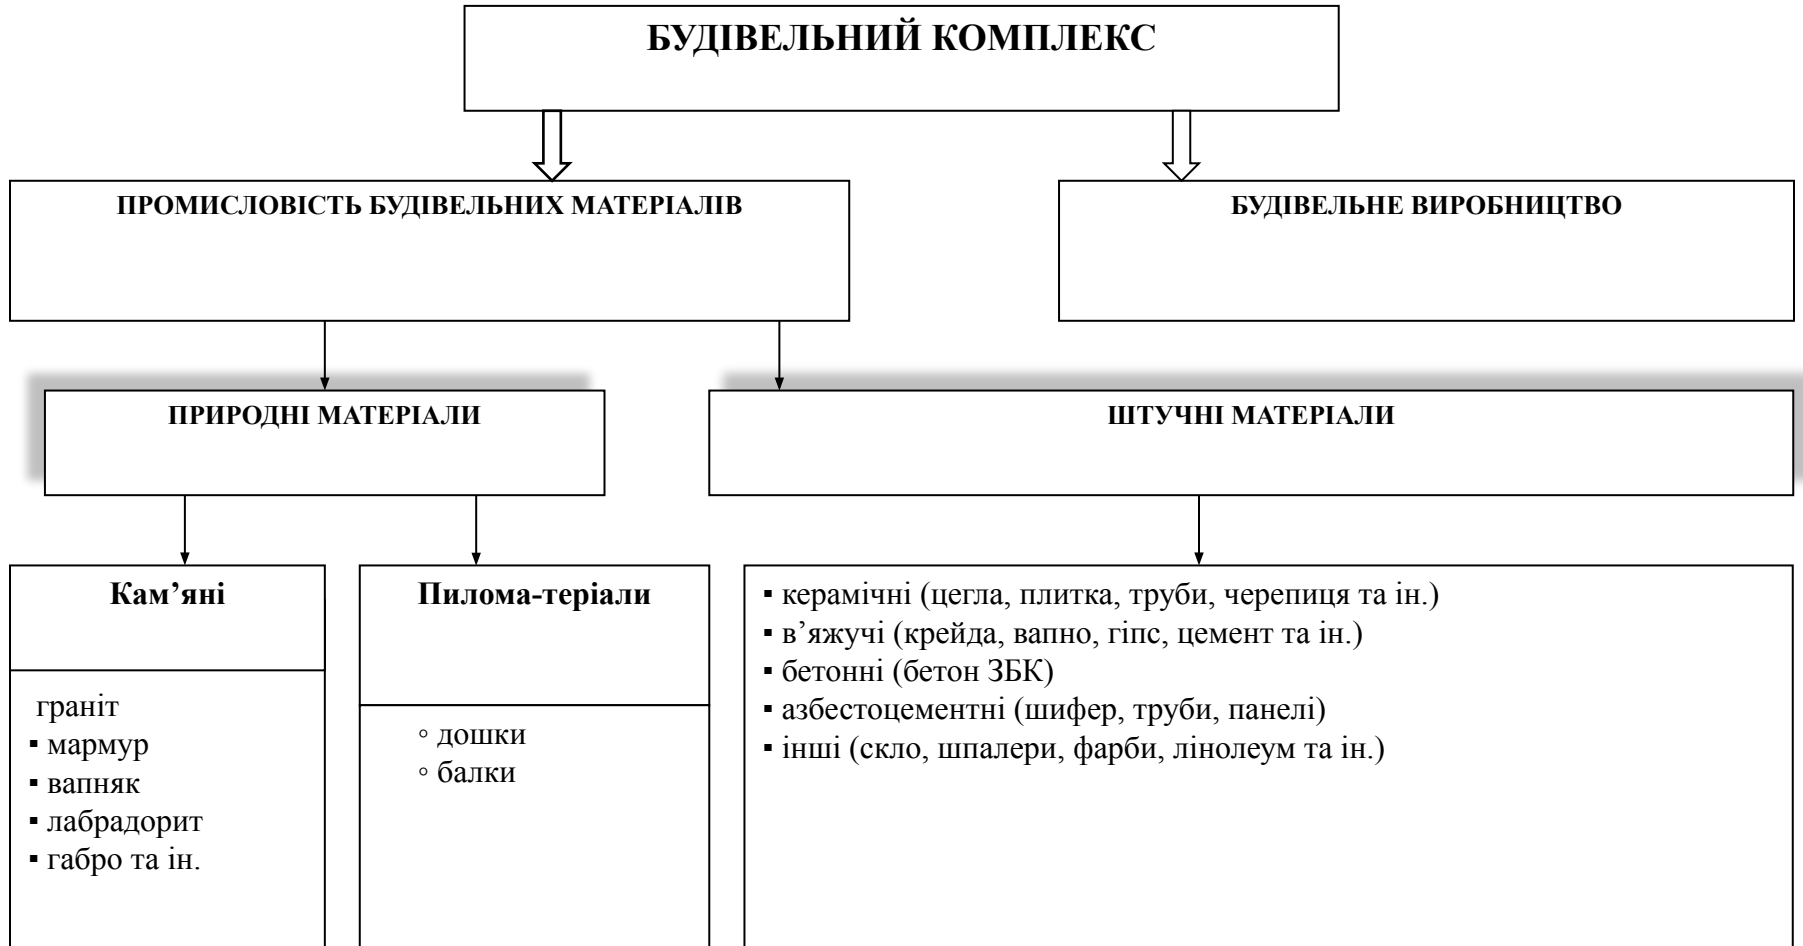 БУДІВЕЛЬНИЙ КОМПЛЕКС
ПРОМИСЛОВІСТЬ БУДІВЕЛЬНИХ МАТЕРІАЛІВ
БУДІВЕЛЬНЕ ВИРОБНИЦТВО
ПРИРОДНІ МАТЕРІАЛИ
ШТУЧНІ МАТЕРІАЛИ
Кам’яні
граніт
▪ мармур
▪ вапняк
▪ лабрадорит
▪ габро та ін.
Пилома-теріали
◦ дошки
◦ балки
▪ керамічні (цегла, плитка, труби, черепиця та ін.)
▪ в’яжучі (крейда, вапно, гіпс, цемент та ін.)
▪ бетонні (бетон ЗБК)
▪ азбестоцементні (шифер, труби, панелі)
▪ інші (скло, шпалери, фарби, лінолеум та ін.)